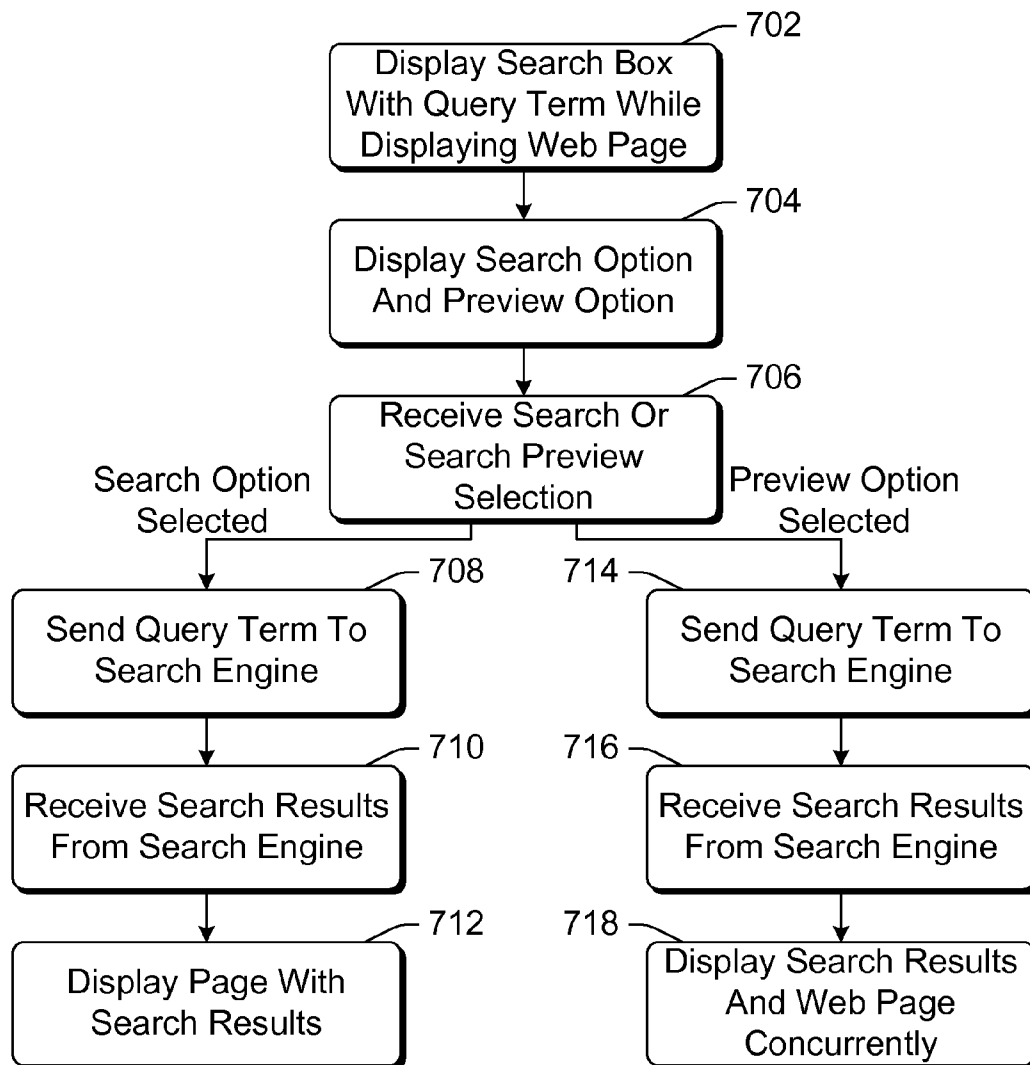 702
Display Search Box
With Query Term While
Displaying Web Page
704
Display Search Option
And Preview Option
706
Receive Search Or
Search Preview
Selection
Search Option
Selected
Preview Option
Selected
708
Send Query Term To
Search Engine
714
Send Query Term To
Search Engine
710
Receive Search Results
From Search Engine
716
Receive Search Results
From Search Engine
712
Display Page With
Search Results
718
Display Search Results
And Web Page
Concurrently